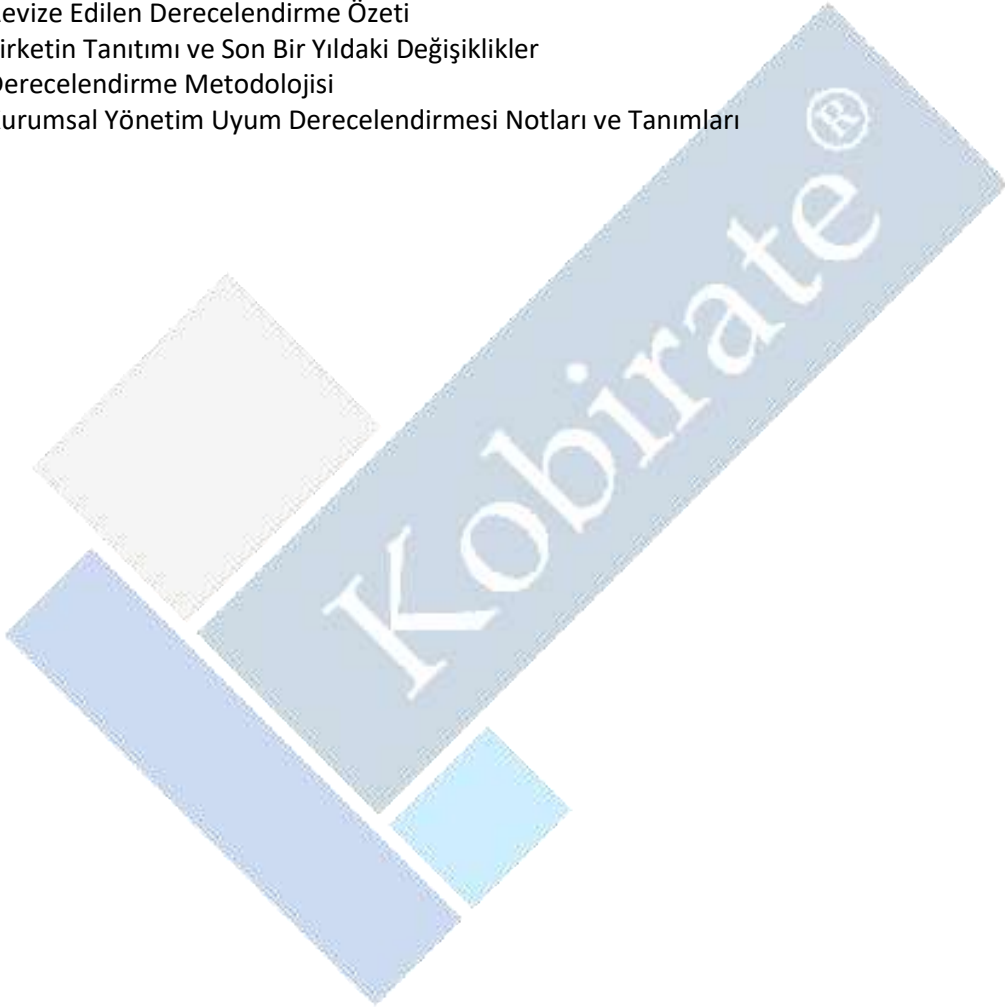 evize Edilen Derecelendirme Özeti
irketin Tanıtımı ve Son Bir Yıldaki Değişiklikler
erecelendirme Metodolojisi
urumsal Yönetim Uyum Derecelendirmesi Notları ve Tanımları
Kobirate ®